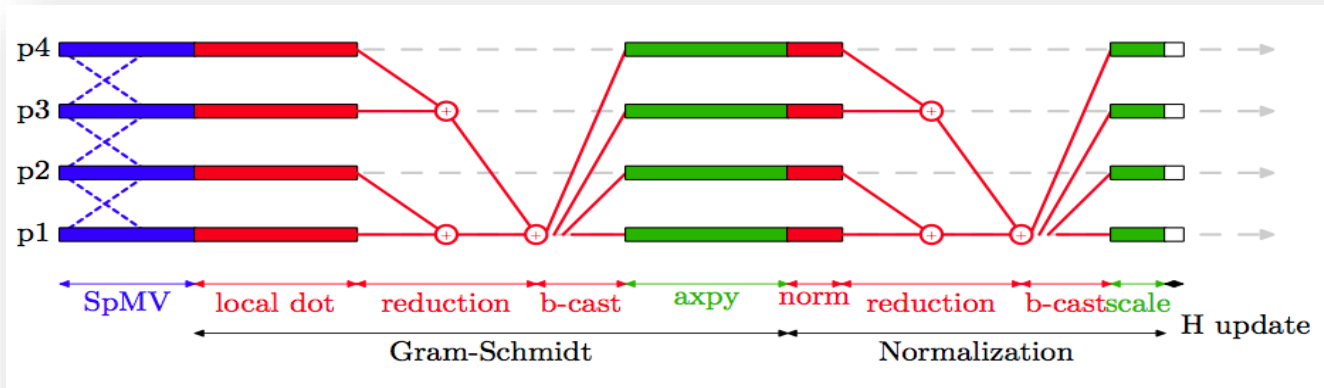 p4
p3
p2
p1
+
+
+
+
+
+
SpMV local dot reduction b-cast axpy norm reduction b-cast scale
H update
Gram-Schmidt Normalization